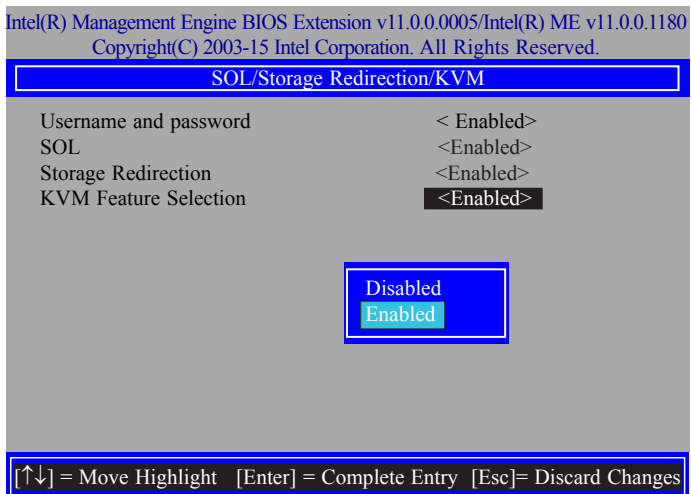 Intel(R) Management Engine BIOS Extension v11.0.0.0005/Intel(R) ME v11.0.0.1180
Copyright(C) 2003-15 Intel Corporation. All Rights Reserved.
SOL/Storage Redirection/KVM
Username and password < Enabled>
SOL <Enabled>
Storage Redirection <Enabled>
KVM Feature Selection <Enabled>
Disabled
Enabled
[↑↓] = Move Highlight [Enter] = Complete Entry [Esc]= Discard Changes